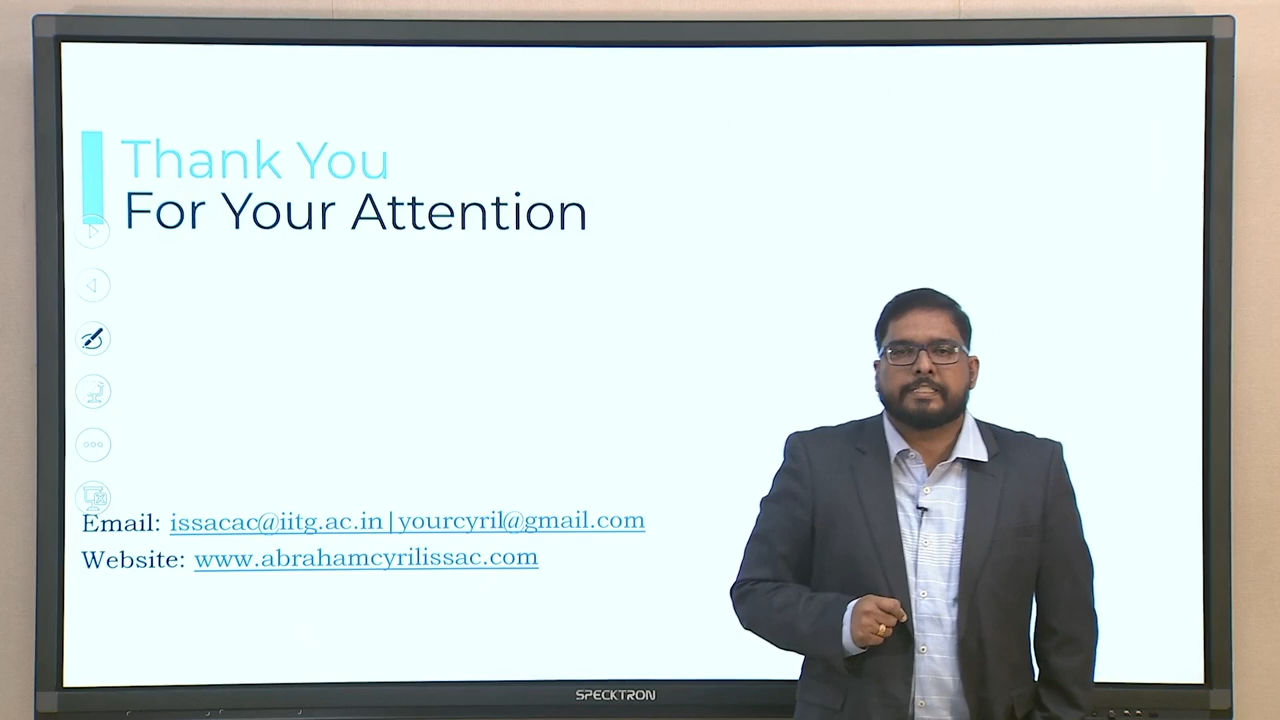 Thank You
For Your Attention
Email: issacac@iitg.ac.in|yourcyril@gmail.com
Website: www.abrahamcyrilissac.com
SPECKTRON